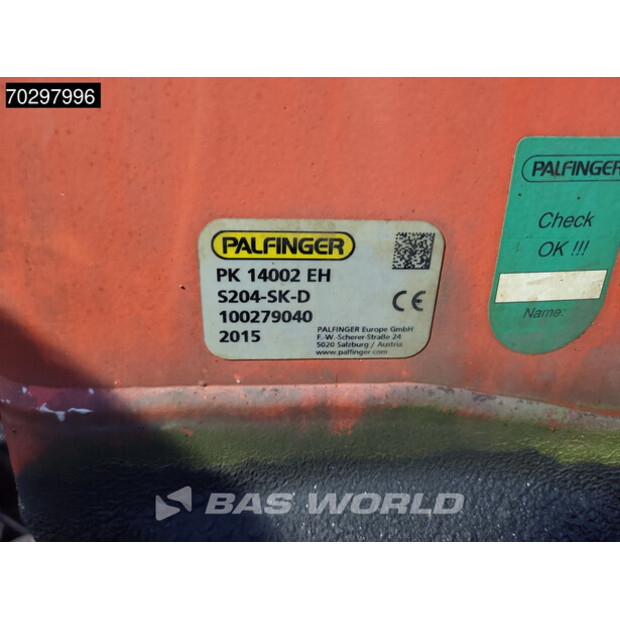 70297996
PALFINGER
PK 14002 EH
S204-SK-D
100279040
2015
PALFINGER Europe GmbH
F.-W.-Scherer-Straße 24
5020 Salzburg / Austria
www.palfinger.com
PALFINGER
Check
OK !!!
Name:
BAS WORLD